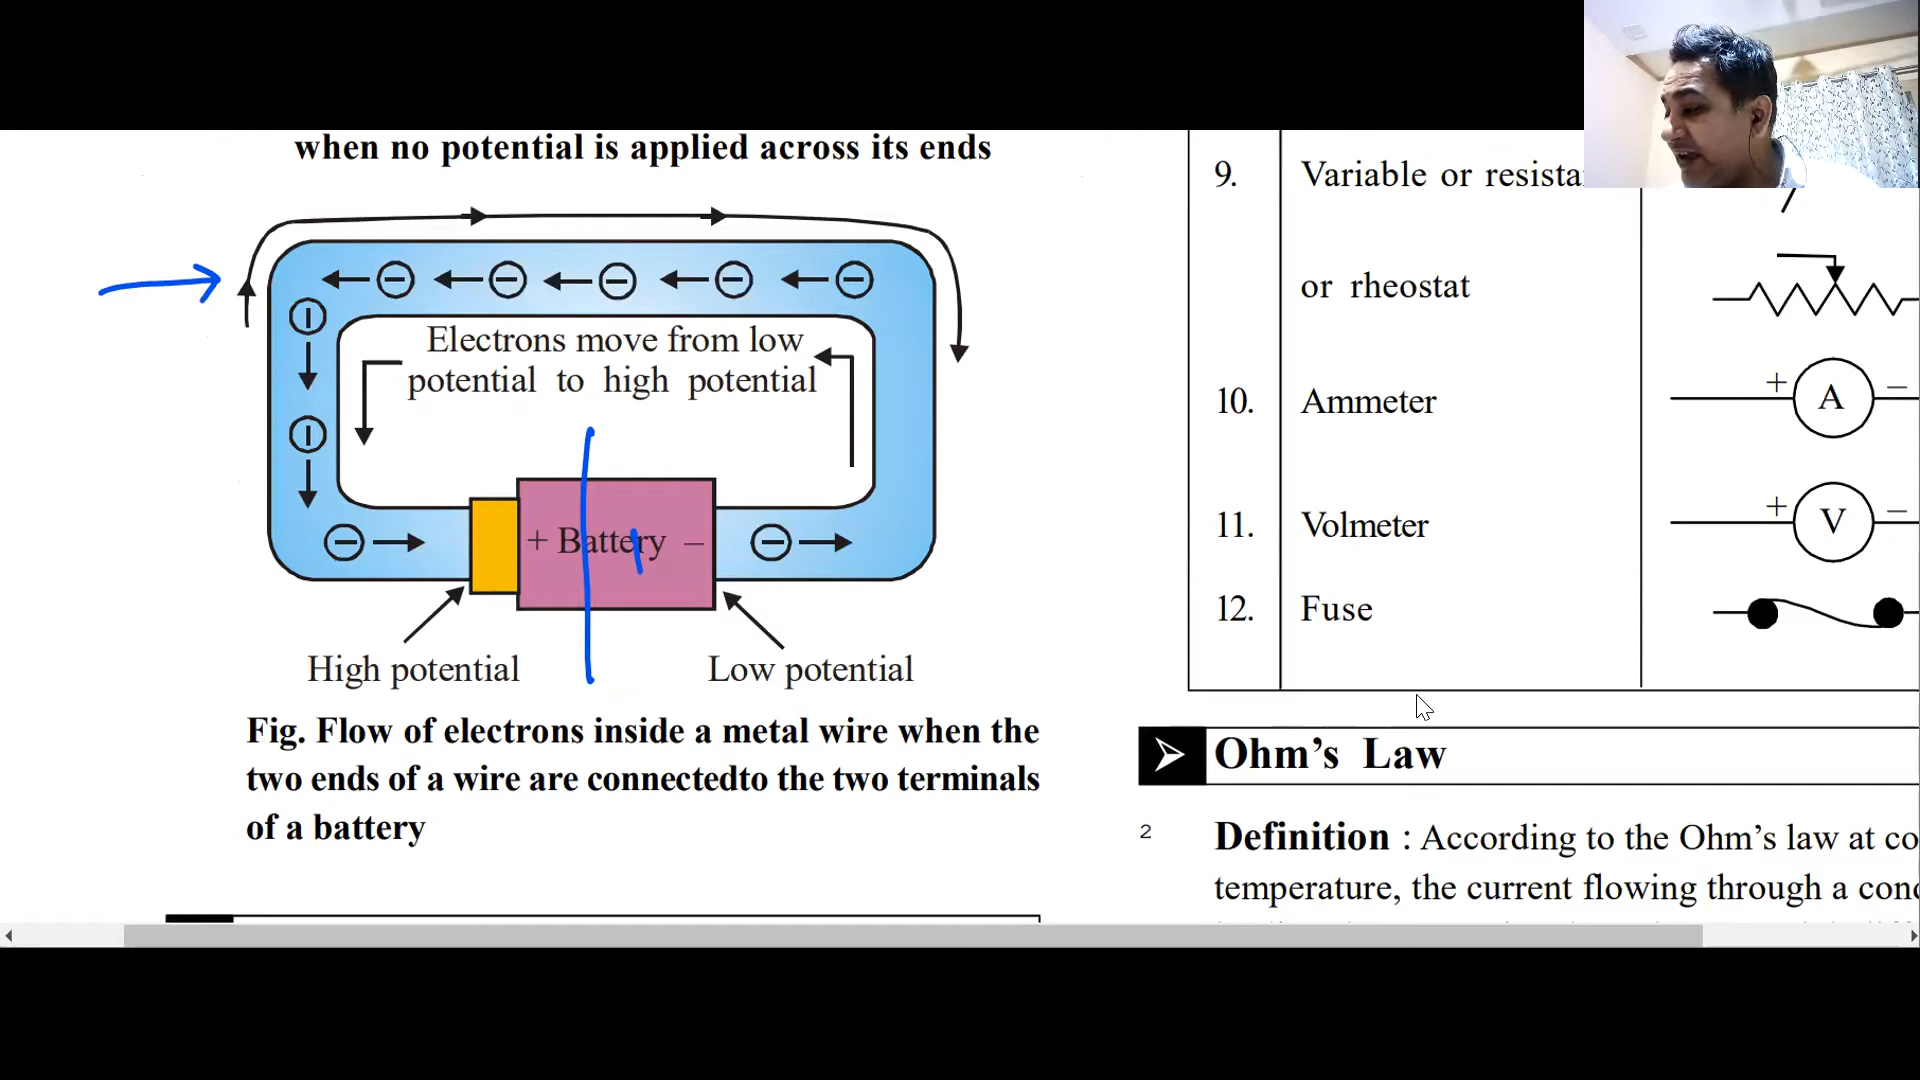 when no potential is applied across its ends
Electrons move from low
potential to high potential
+ Battery –
High potential
Low potential
Fig. Flow of electrons inside a metal wire when the
two ends of a wire are connectedto the two terminals
of a battery
9. Variable or resista
or rheostat
10. Ammeter + A –
11. Volmeter + V –
12. Fuse
Ohm's Law
2
Definition : According to the Ohm's law at co
temperature, the current flowing through a con